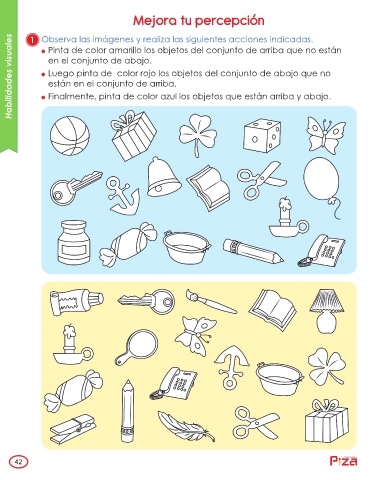 Mejora tu percepción
Habilidades visuales
1 Observa las imágenes y realiza las siguientes acciones indicadas.
• Pinta de color amarillo los objetos del conjunto de arriba que no están
en el conjunto de abajo.
• Luego pinta de color rojo los objetos del conjunto de abajo que no
están en el conjunto de arriba.
• Finalmente, pinta de color azul los objetos que están arriba y abajo.
42